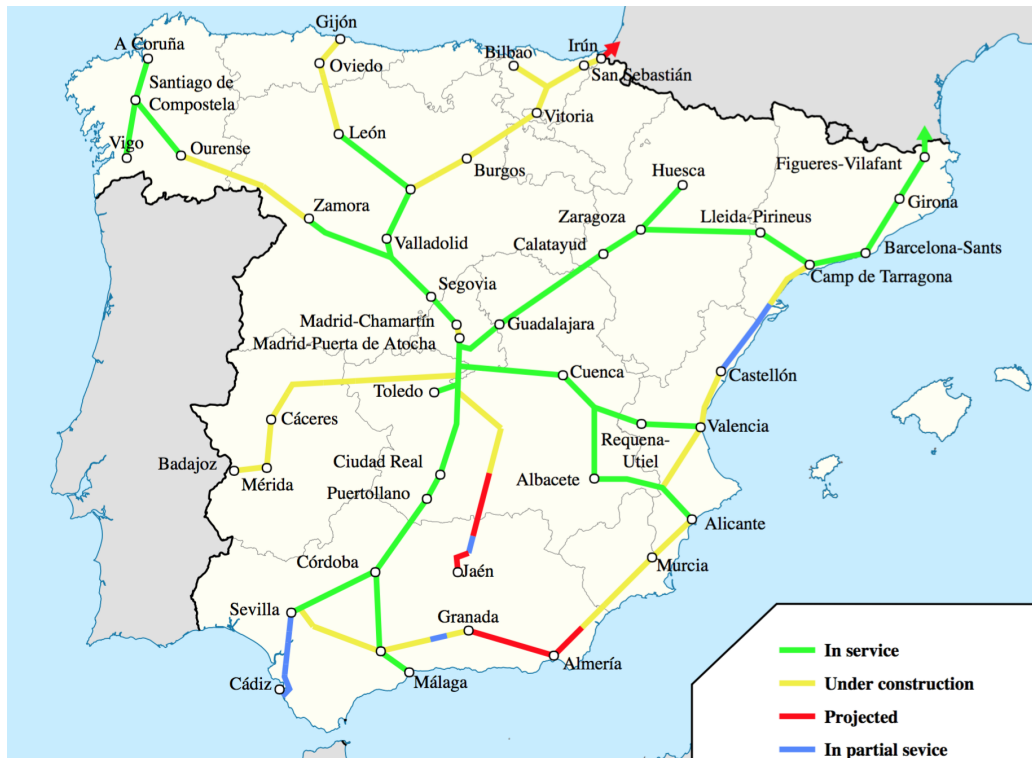 Gijón
A Coruña
Bilbao
Irún
Oviedo
San Sebastián
Santiago de
Compostela
Vitoria
León
Vigo
Ourense
Burgos
Figueres-Vilafant
Huesca
Girona
Zamora
Zaragoza
Lleida-Pirineus
Valladolid
Calatayud
Barcelona-Sants
Camp de Tarragona
Segovia
Madrid-Chamartín
Guadalajara
Madrid-Puerta de Atocha
Cuenca
Castellón
Toledo
Cáceres
Valencia
Requena-
Utiel
Badajoz
Mérida
Ciudad Real
Albacete
Puertollano
Alicante
Córdoba
Jaén
Murcia
Sevilla
Granada
Almería
Cádiz
Málaga
In service
Under construction
Projected
In partial sevice